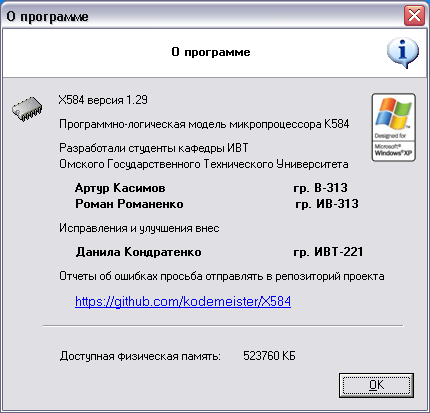 О программе
О программе
X584 версия 1.29
Программно-логическая модель микропроцессора К584
Разработали студенты кафедры ИВТ
Омского Государственного Технического Университета
Артур Касимов гр. В-313
Роман Романенко гр. ИВ-313
Исправления и улучшения внес
Данила Кондратенко гр. ИВТ-221
Отчеты об ошибках просьба отправлять в репозиторий проекта
https://github.com/kodemeister/X584
Доступная физическая память: 523760 КБ
OK
Designed for
Microsoft®
Windows®XP